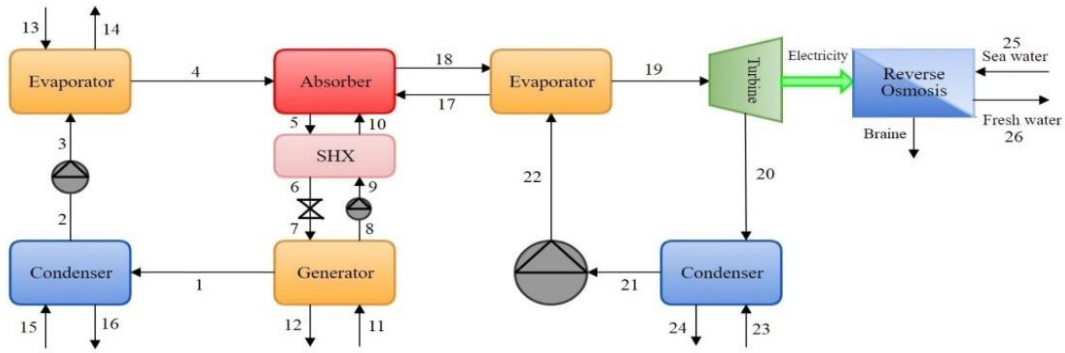 13
14
Evaporator
4
Absorber
18
17
Evaporator
19
Turbine
Electricity
Reverse
Osmosis
25
Sea water
Fresh water
26
Braine
3
5
10
SHX
6
9
7
8
22
20
2
Condenser
1
Generator
21
Condenser
15
16
12
11
24
23